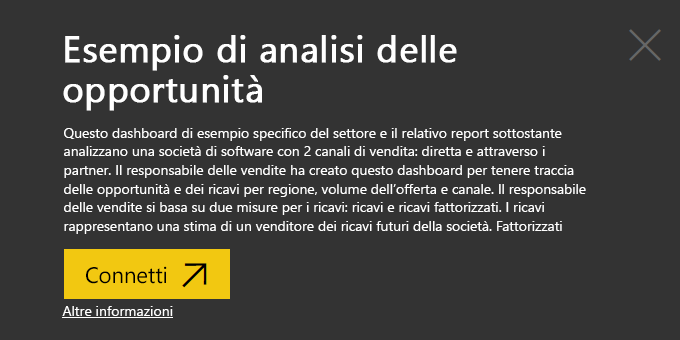 Esempio di analisi delle
opportunità
Questo dashboard di esempio specifico del settore e il relativo report sottostante
analizzano una società di software con 2 canali di vendita: diretta e attraverso i
partner. Il responsabile delle vendite ha creato questo dashboard per tenere traccia
delle opportunità e dei ricavi per regione, volume dell’offerta e canale. Il responsabile
delle vendite si basa su due misure per i ricavi: ricavi e ricavi fattorizzati. I ricavi
rappresentano una stima di un venditore dei ricavi futuri della società. Fattorizzati
Connetti
Altre informazioni